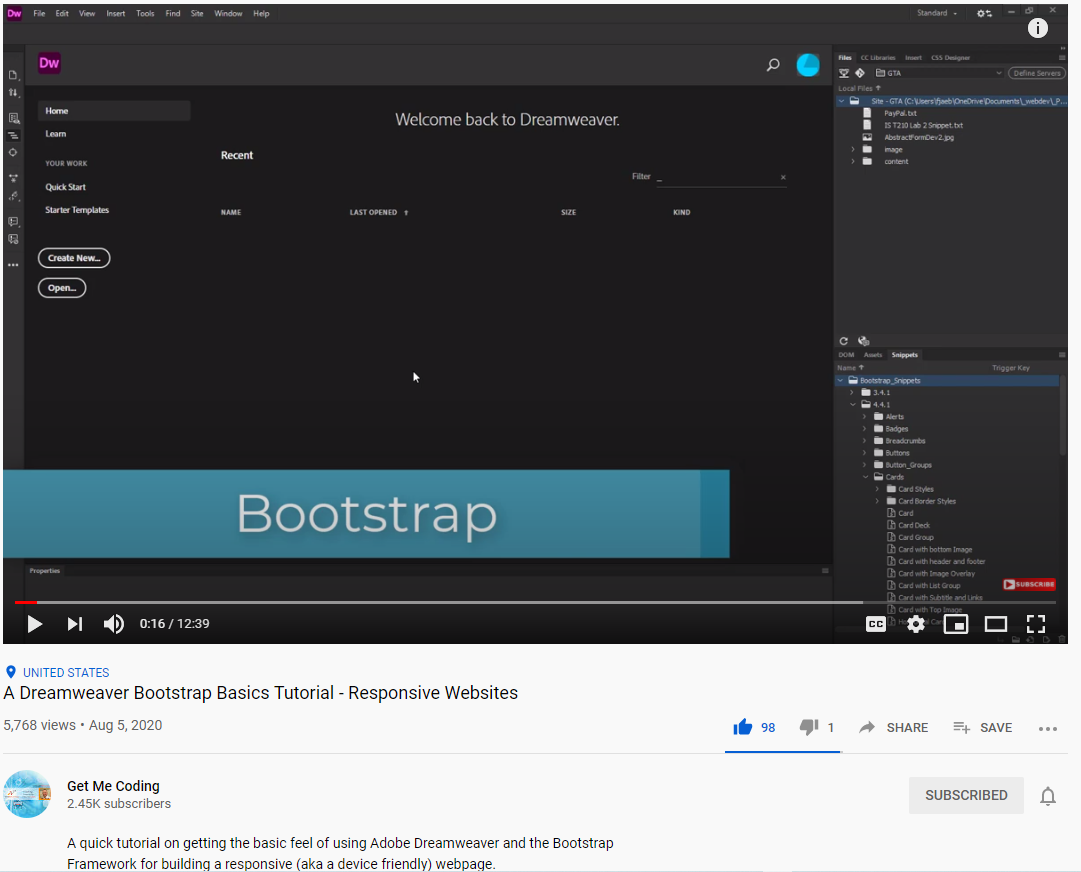 Dw File Edit View Insert Tools Find Site Window Help Standard
Dw
Files CC Libraries Insert CSS Designer
GTA Define Servers
Local Files
Site - GTA (C:\Users\fjaeb\OneDrive\Documents\_webdev\_P...
PayPal.txt
IS T210 Lab 2 Snippet.txt
AbstractFormDev2.jpg
image
content
Home
Learn
YOUR WORK
Quick Start
Starter Templates
Create New...
Open...
Welcome back to Dreamweaver.
Recent
Filter _
NAME LAST OPENED SIZE KIND
DOM Assets Snippets
Name Trigger Key
Bootstrap_Snippets
3.4.1
4.4.1
Alerts
Badges
Breadcrumbs
Buttons
Button_Groups
Cards
Card Styles
Card Border Styles
Card
Card Deck
Card Group
Card with bottom Image
Card with header and footer
Card with Image Overlay
Card with List Group
Card with Subtitle and Links
Card with Top Image
SUBSCRIBE
Bootstrap
Properties
0:16 / 12:39
CC
UNITED STATES
A Dreamweaver Bootstrap Basics Tutorial - Responsive Websites
5,768 views • Aug 5, 2020
98 1 SHARE SAVE
Get Me Coding
2.45K subscribers
SUBSCRIBED
A quick tutorial on getting the basic feel of using Adobe Dreamweaver and the Bootstrap
Framework for building a responsive (aka a device friendly) webpage.